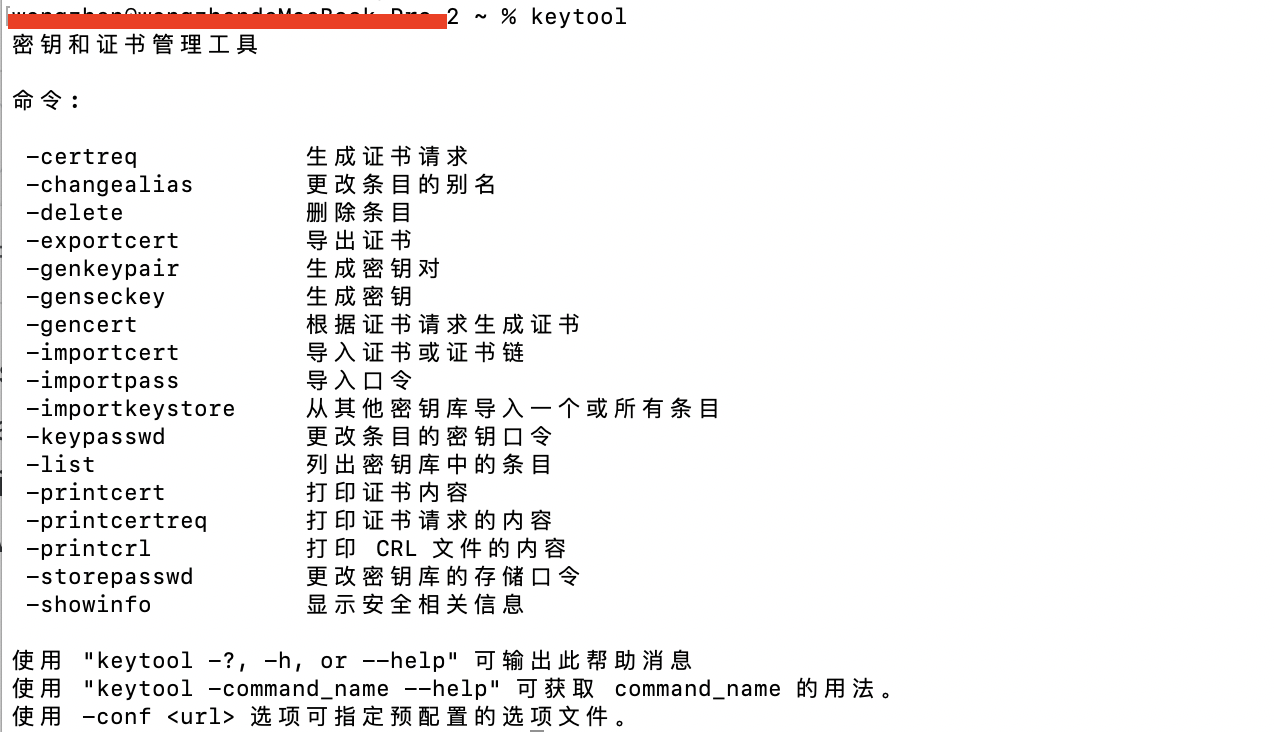 2 ~ % keytool
密钥和证书管理工具
命令:
-certreq 生成证书请求
-changealias 更改条目的别名
-delete 删除条目
-exportcert 导出证书
-genkeypair 生成密钥对
-genseckey 生成密钥
-gencert 根据证书请求生成证书
-importcert 导入证书或证书链
-importpass 导入口令
-importkeystore 从其他密钥库导入一个或所有条目
-keypasswd 更改条目的密钥口令
-list 列出密钥库中的条目
-printcert 打印证书内容
-printcertreq 打印证书请求的内容
-printcrl 打印 CRL 文件的内容
-storepasswd 更改密钥库的存储口令
-showinfo 显示安全相关信息
使用 "keytool -?, -h, or --help" 可输出此帮助消息
使用 "keytool -command_name --help" 可获取 command_name 的用法。
使用 -conf <url> 选项可指定预配置的选项文件。